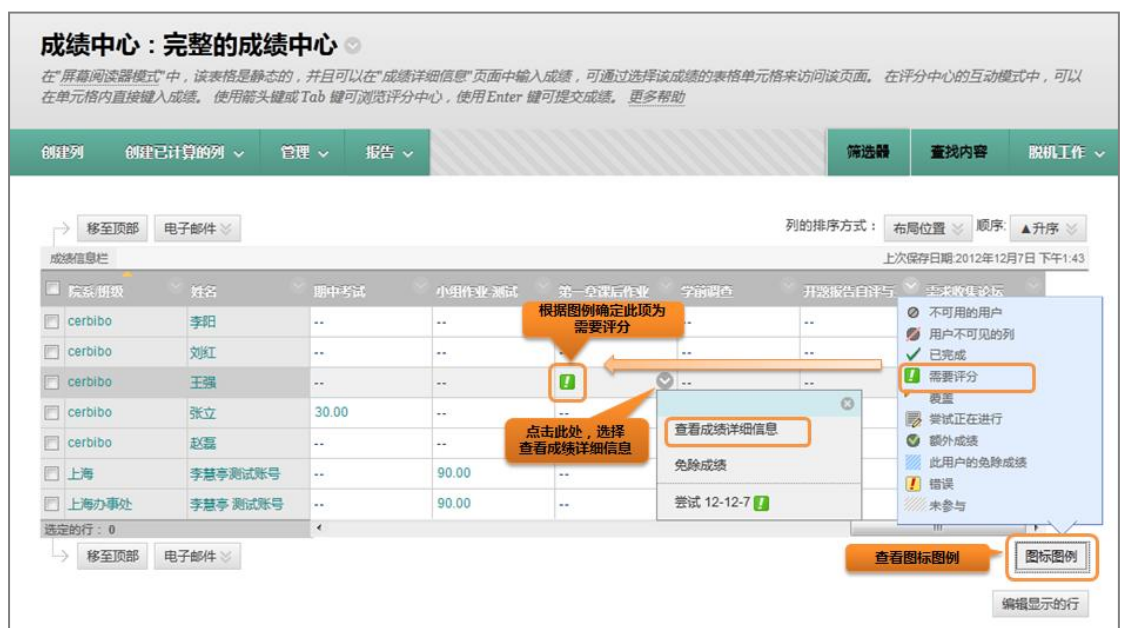 成绩中心：完整的成绩中心
在"屏幕阅读器模式"中，该表格是静态的，并且可以在"成绩详细信息"页面中输入成绩，可通过选择该成绩的表格单元格来访问该页面。 在评分中心的互动模式中，可以
在单元格内直接键入成绩。 使用箭头键或 Tab 键可浏览评分中心，使用 Enter 键可提交成绩。 更多帮助
创建列 创建已计算的列 管理 报告 筛选器 查找内容 脱机工作
移至顶部 电子邮件 列的排序方式： 布局位置 顺序: ▲升序
成绩信息栏 上次保存日期:2012年12月7日 下午1:43
院系/班级 姓名 期中考试 小组作业 测试 第一章课后作业 学前调查 开题报告自评与 需求收集论坛
cerbibo 李阳 -- -- -- --
cerbibo 刘红 -- -- -- --
cerbibo 王强 -- -- -- --
cerbibo 张立 30.00 -- --
cerbibo 赵磊 -- --
上海 李慧亭测试账号 -- 90.00 --
上海办事处 李慧亭 测试账号 -- 90.00 --
选定的行： 0
移至顶部 电子邮件
根据图例确定此项为
需要评分
点击此处，选择
查看成绩详细信息
查看成绩详细信息
免除成绩
尝试 12-12-7
不可用的用户
用户不可见的列
已完成
需要评分
覆盖
尝试正在进行
额外成绩
此用户的免除成绩
错误
未参与
查看图标图例
图标图例
编辑显示的行